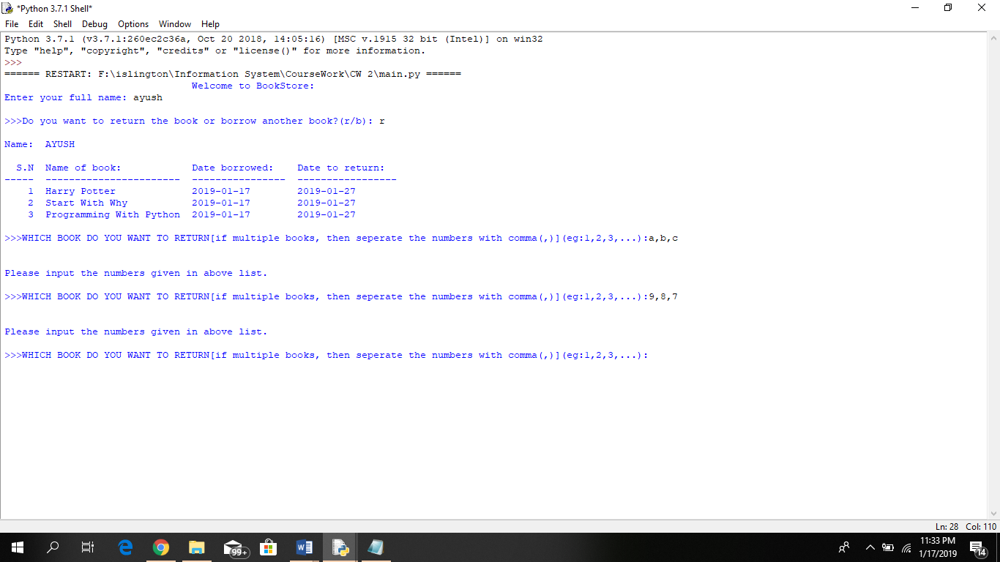 *Python 3.7.1 Shell*
File Edit Shell Debug Options Window Help
Python 3.7.1 (v3.7.1:260ec2c36a, Oct 20 2018, 14:05:16) [MSC v.1915 32 bit (Intel)] on win32
Type "help", "copyright", "credits" or "license()" for more information.
>>>
====== RESTART: F:\islington\Information System\CourseWork\CW 2\main.py ======
Welcome to BookStore:
Enter your full name: ayush
>>>Do you want to return the book or borrow another book?(r/b): r
Name:  AYUSH
S.N  Name of book:  Date borrowed:  Date to return:
-----  -----------------------  ----------------  -----------------
1  Harry Potter  2019-01-17  2019-01-27
2  Start With Why  2019-01-17  2019-01-27
3  Programming With Python  2019-01-17  2019-01-27
>>>WHICH BOOK DO YOU WANT TO RETURN[if multiple books, then seperate the numbers with comma(,)](eg:1,2,3,...):a,b,c
Please input the numbers given in above list.
>>>WHICH BOOK DO YOU WANT TO RETURN[if multiple books, then seperate the numbers with comma(,)](eg:1,2,3,...):9,8,7
Please input the numbers given in above list.
>>>WHICH BOOK DO YOU WANT TO RETURN[if multiple books, then seperate the numbers with comma(,)](eg:1,2,3,...):
Ln: 28 Col: 110
99+
11:33 PM
1/17/2019
14